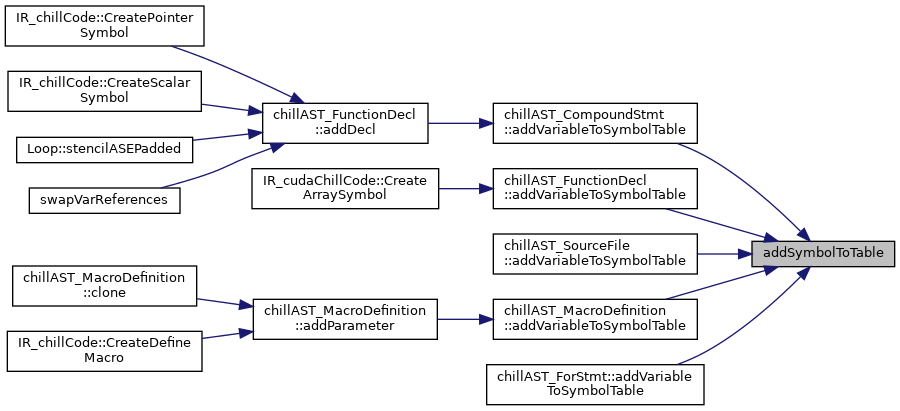 IR_chillCode::CreatePointer
Symbol
IR_chillCode::CreateScalar
Symbol
Loop::stencilASEPadded
swapVarReferences
chillAST_MacroDefinition
::clone
IR_chillCode::CreateDefine
Macro
chillAST_FunctionDecl
::addDecl
IR_cudaChillCode::Create
ArraySymbol
chillAST_MacroDefinition
::addParameter
chillAST_CompoundStmt
::addVariableToSymbolTable
chillAST_FunctionDecl
::addVariableToSymbolTable
chillAST_SourceFile
::addVariableToSymbolTable
chillAST_MacroDefinition
::addVariableToSymbolTable
chillAST_ForStmt::addVariable
ToSymbolTable
addSymbolToTable